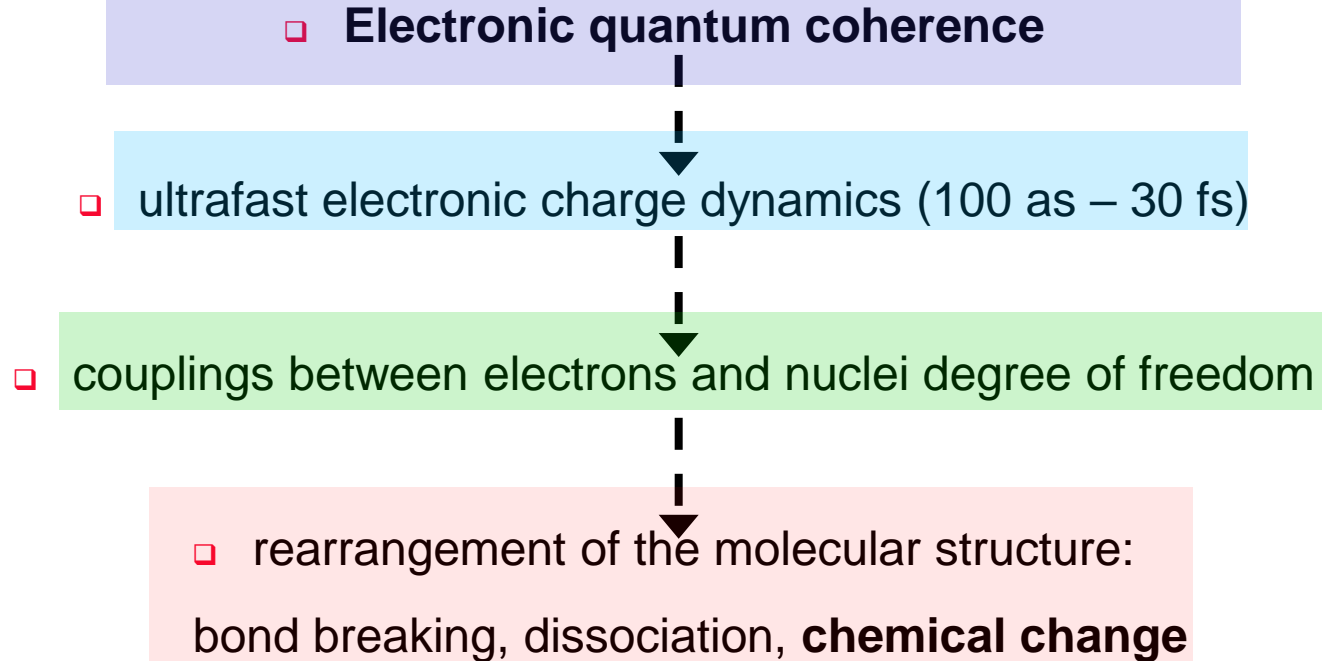 ❑ Electronic quantum coherence
❑ ultrafast electronic charge dynamics (100 as – 30 fs)
❑ couplings between electrons and nuclei degree of freedom
❑ rearrangement of the molecular structure:
bond breaking, dissociation, chemical change